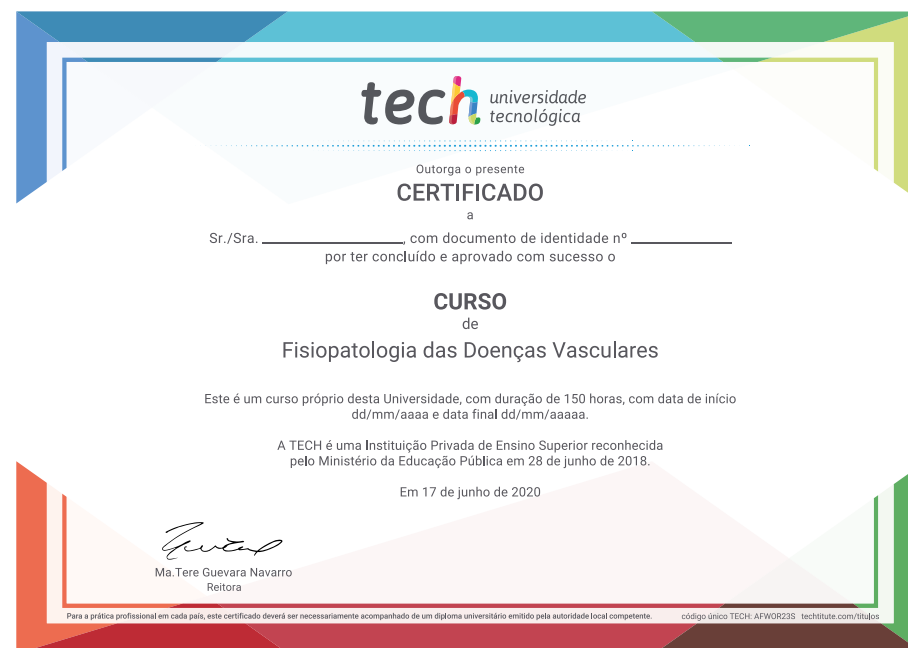 tech universidade
tecnológica
Outorga o presente
CERTIFICADO
a
Sr./Sra. ________________, com documento de identidade nº ____________
por ter concluído e aprovado com sucesso o
CURSO
de
Fisiopatologia das Doenças Vasculares
Este é um curso próprio desta Universidade, com duração de 150 horas, com data de início
dd/mm/aaaa e data final dd/mm/aaaaa.
A TECH é uma Instituição Privada de Ensino Superior reconhecida
pelo Ministério da Educação Pública em 28 de junho de 2018.
Em 17 de junho de 2020
Ma.Tere Guevara Navarro
Reitora
Para a prática profissional em cada país, este certificado deverá ser necessariamente acompanhado de um diploma universitário emitido pela autoridade local competente. código único TECH: AFWOR23S techtitute.com/titulos